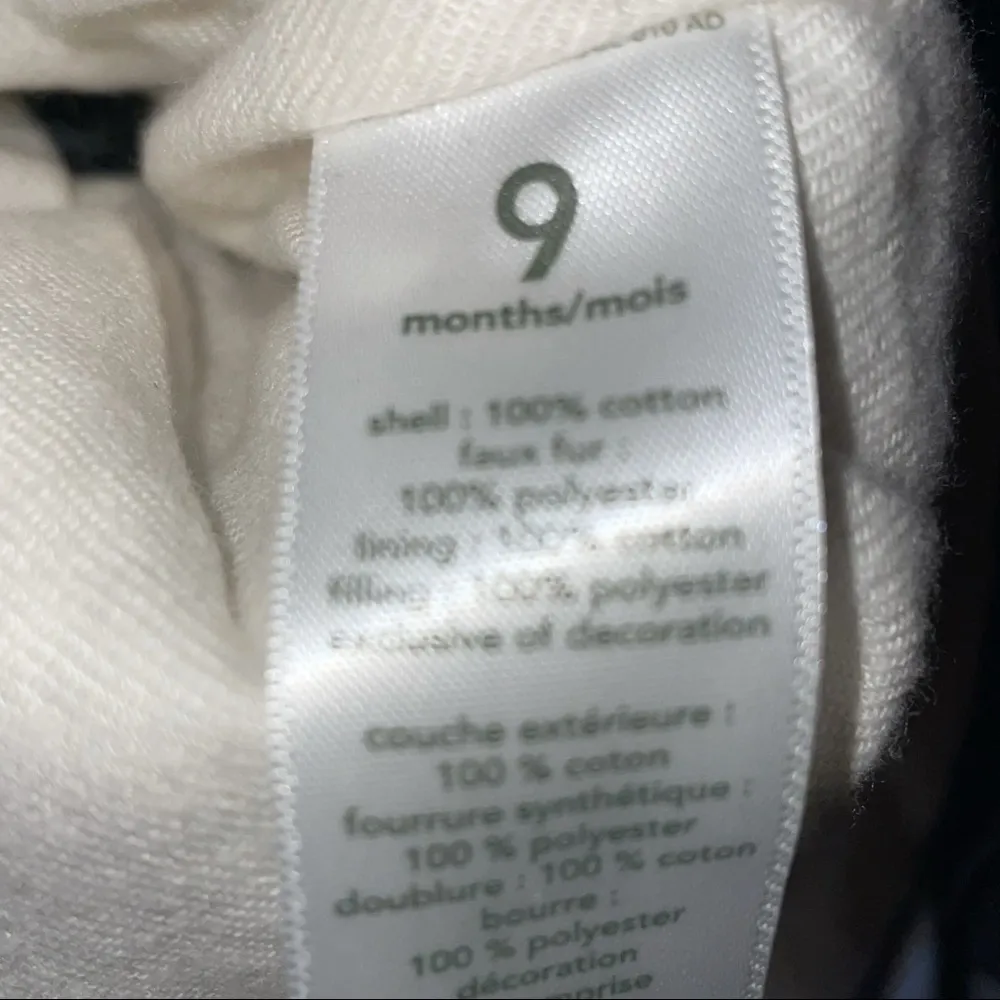 AD
9
months/mois
shell : 100% cotton
faux fur :
100% polyester
lining : 100% cotton
filling : 100% polyester
exclusive of decoration
couche extérieure :
100 % coton
fourrure synthétique :
100 % polyester
doublure : 100 % coton
bourre :
100 % polyester
décoration